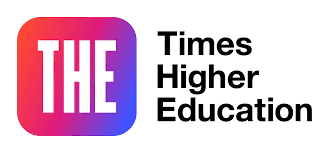 THE
Times
Higher
Education